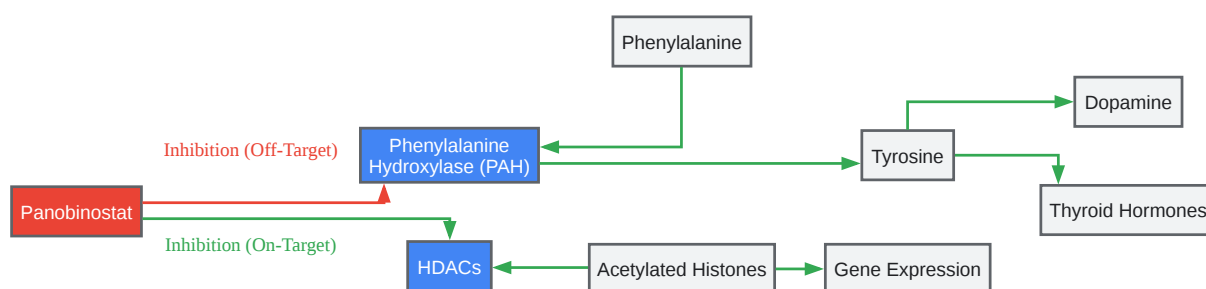 Phenylalanine
Dopamine
Inhibition (Off-Target)
Phenylalanine
Hydroxylase (PAH)
Tyrosine
Panobinostat
Thyroid Hormones
Inhibition (On-Target)
HDACs
Acetylated Histones
Gene Expression